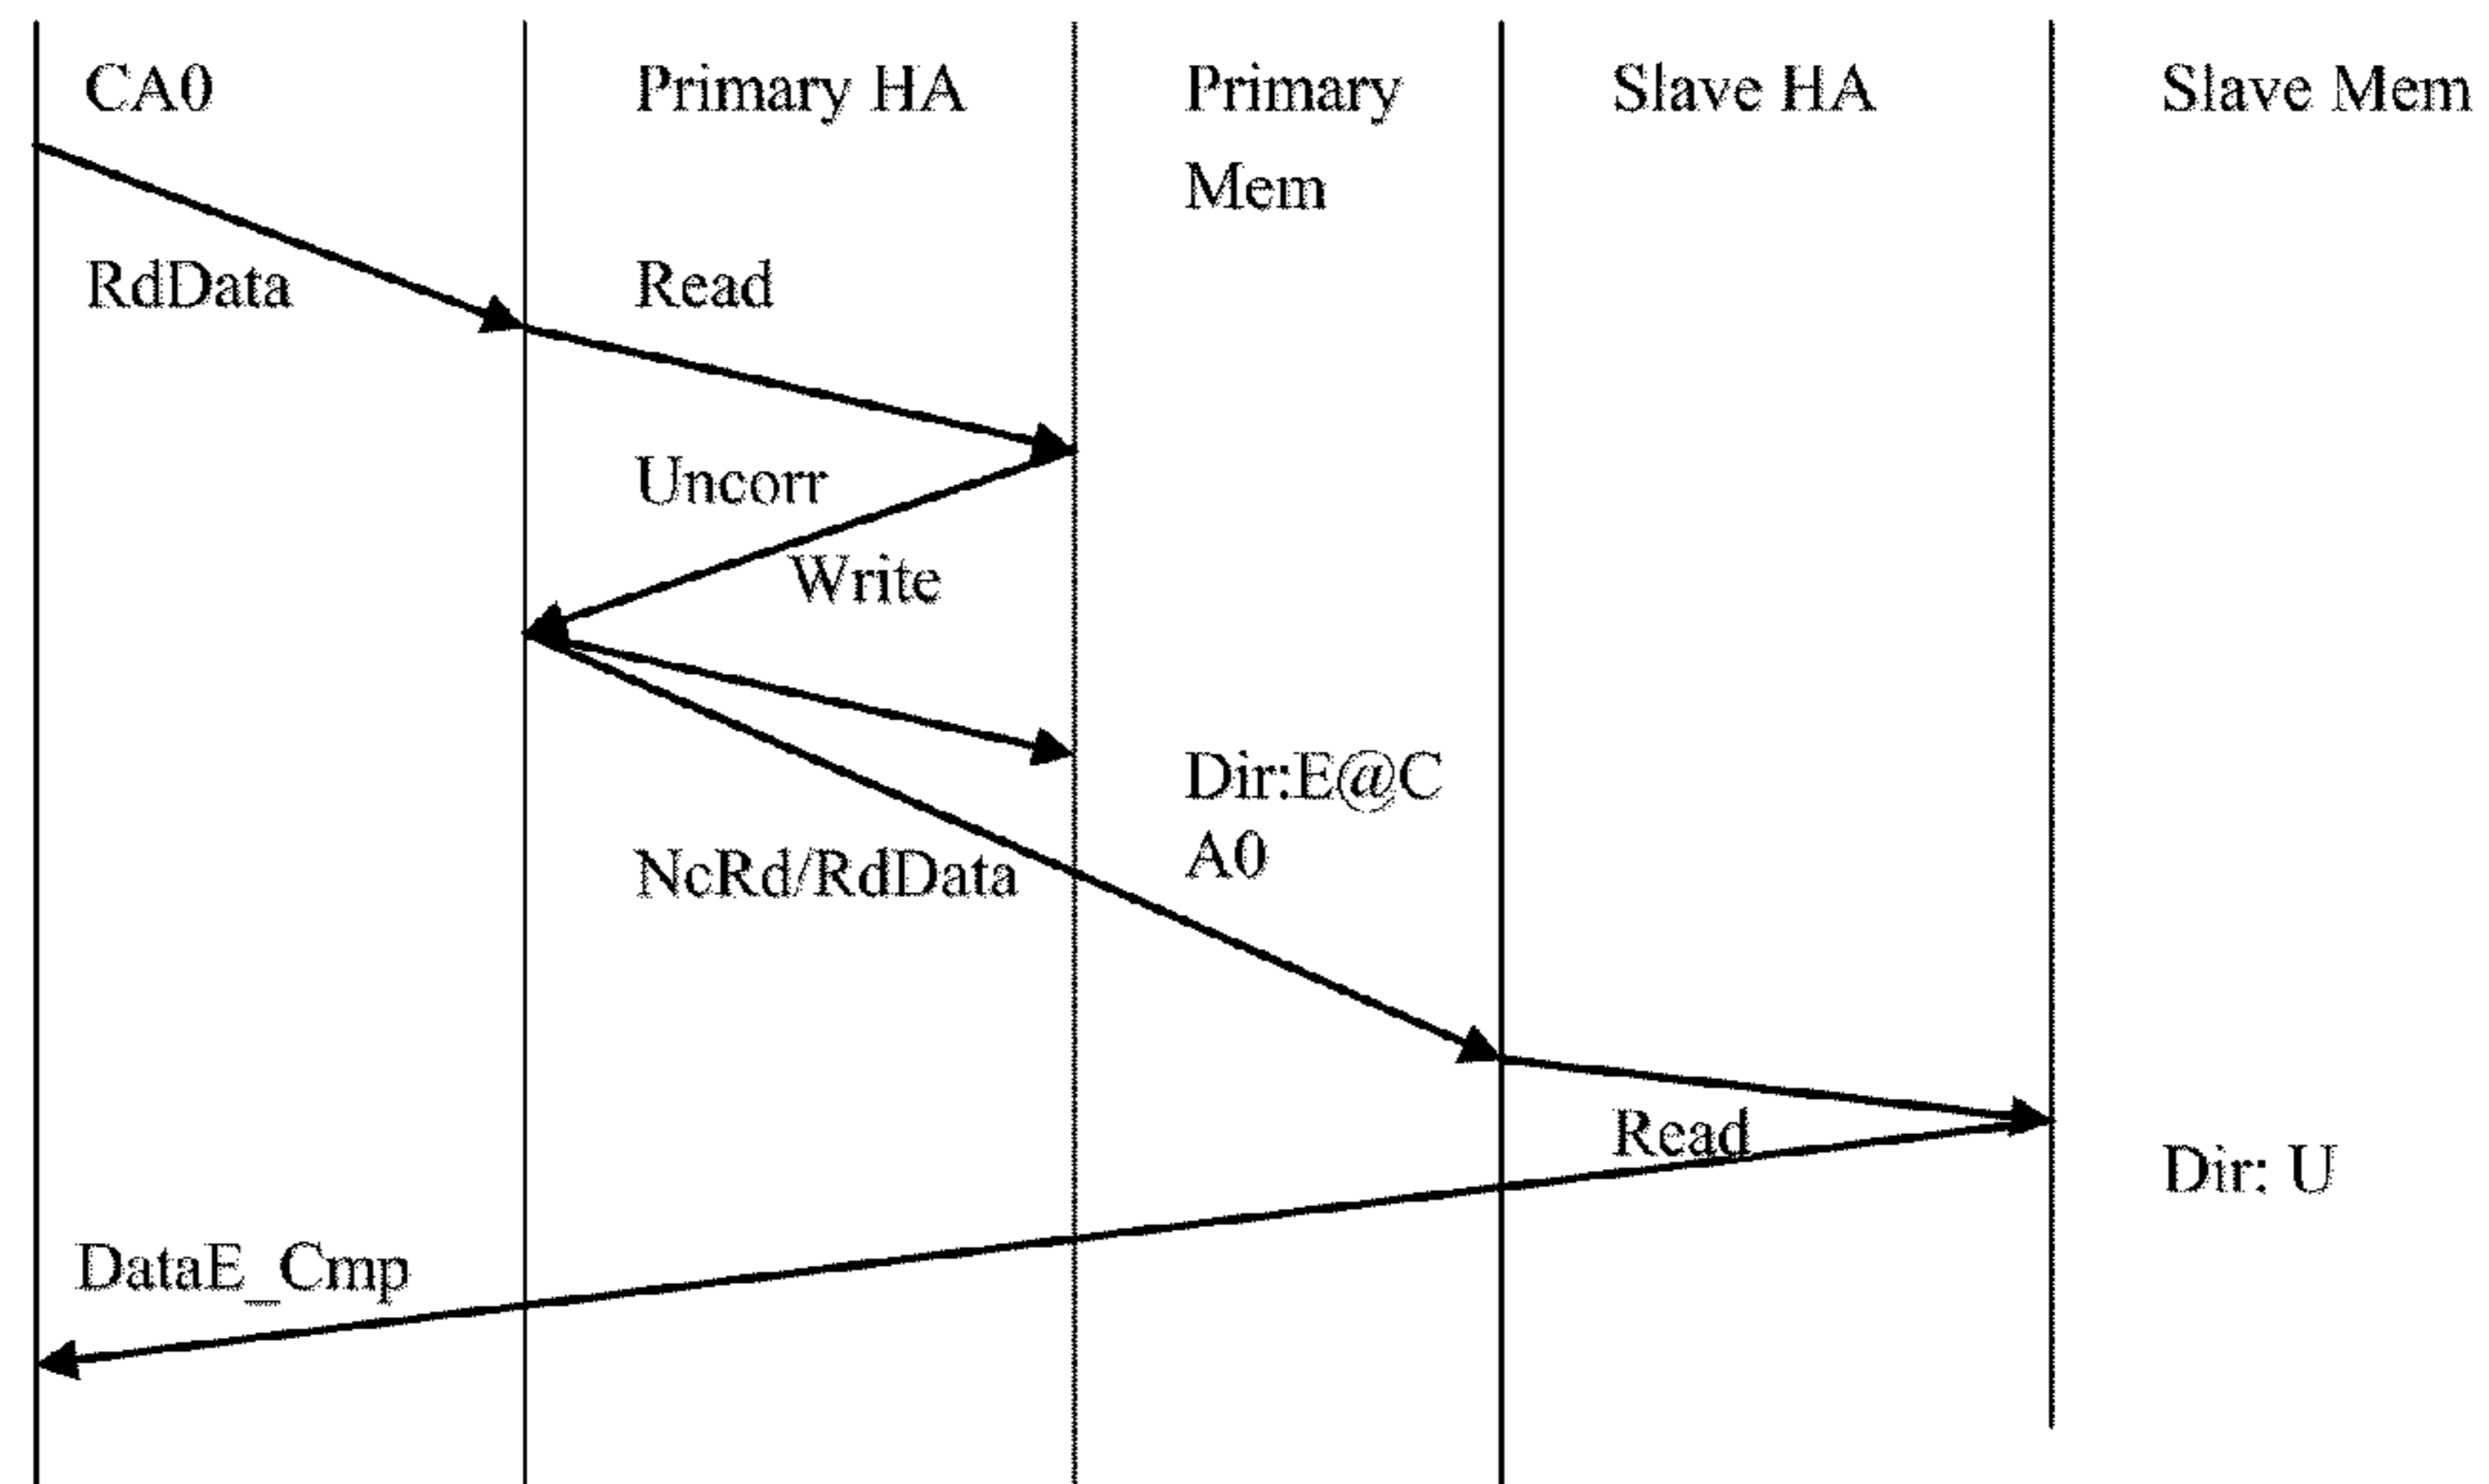 CA0
Primary HA
Primary
Mem
Slave HA
Slave Mem
RdData
Read
Uncorr
Write
Dir:E@C
A0
NcRd/RdData
Read
Dir: U
DataE_Cmp